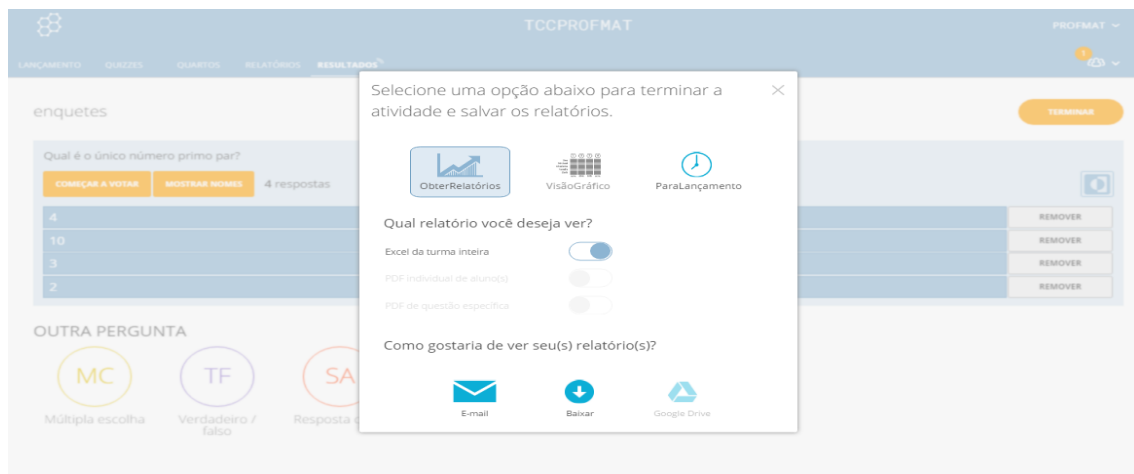 TCCPROFMAT
PROFMAT
LANÇAMENTO QUIZZES QUARTOS RELATÓRIOS RESULTADOS
1
enquetes
TERMINAR
Qual é o único número primo par?
COMEÇAR A VOTAR MOSTRAR NOMES 4 respostas
4 REMOVER
10 REMOVER
3 REMOVER
2 REMOVER
OUTRA PERGUNTA
MC TF SA
Múltipla escolha Verdadeiro / Resposta
falso
Selecione uma opção abaixo para terminar a
atividade e salvar os relatórios.
ObterRelatórios VisãoGráfico ParaLançamento
Qual relatório você deseja ver?
Excel da turma inteira
PDF individual de aluno(s)
PDF de questão específica
Como gostaria de ver seu(s) relatório(s)?
E-mail Baixar Google Drive